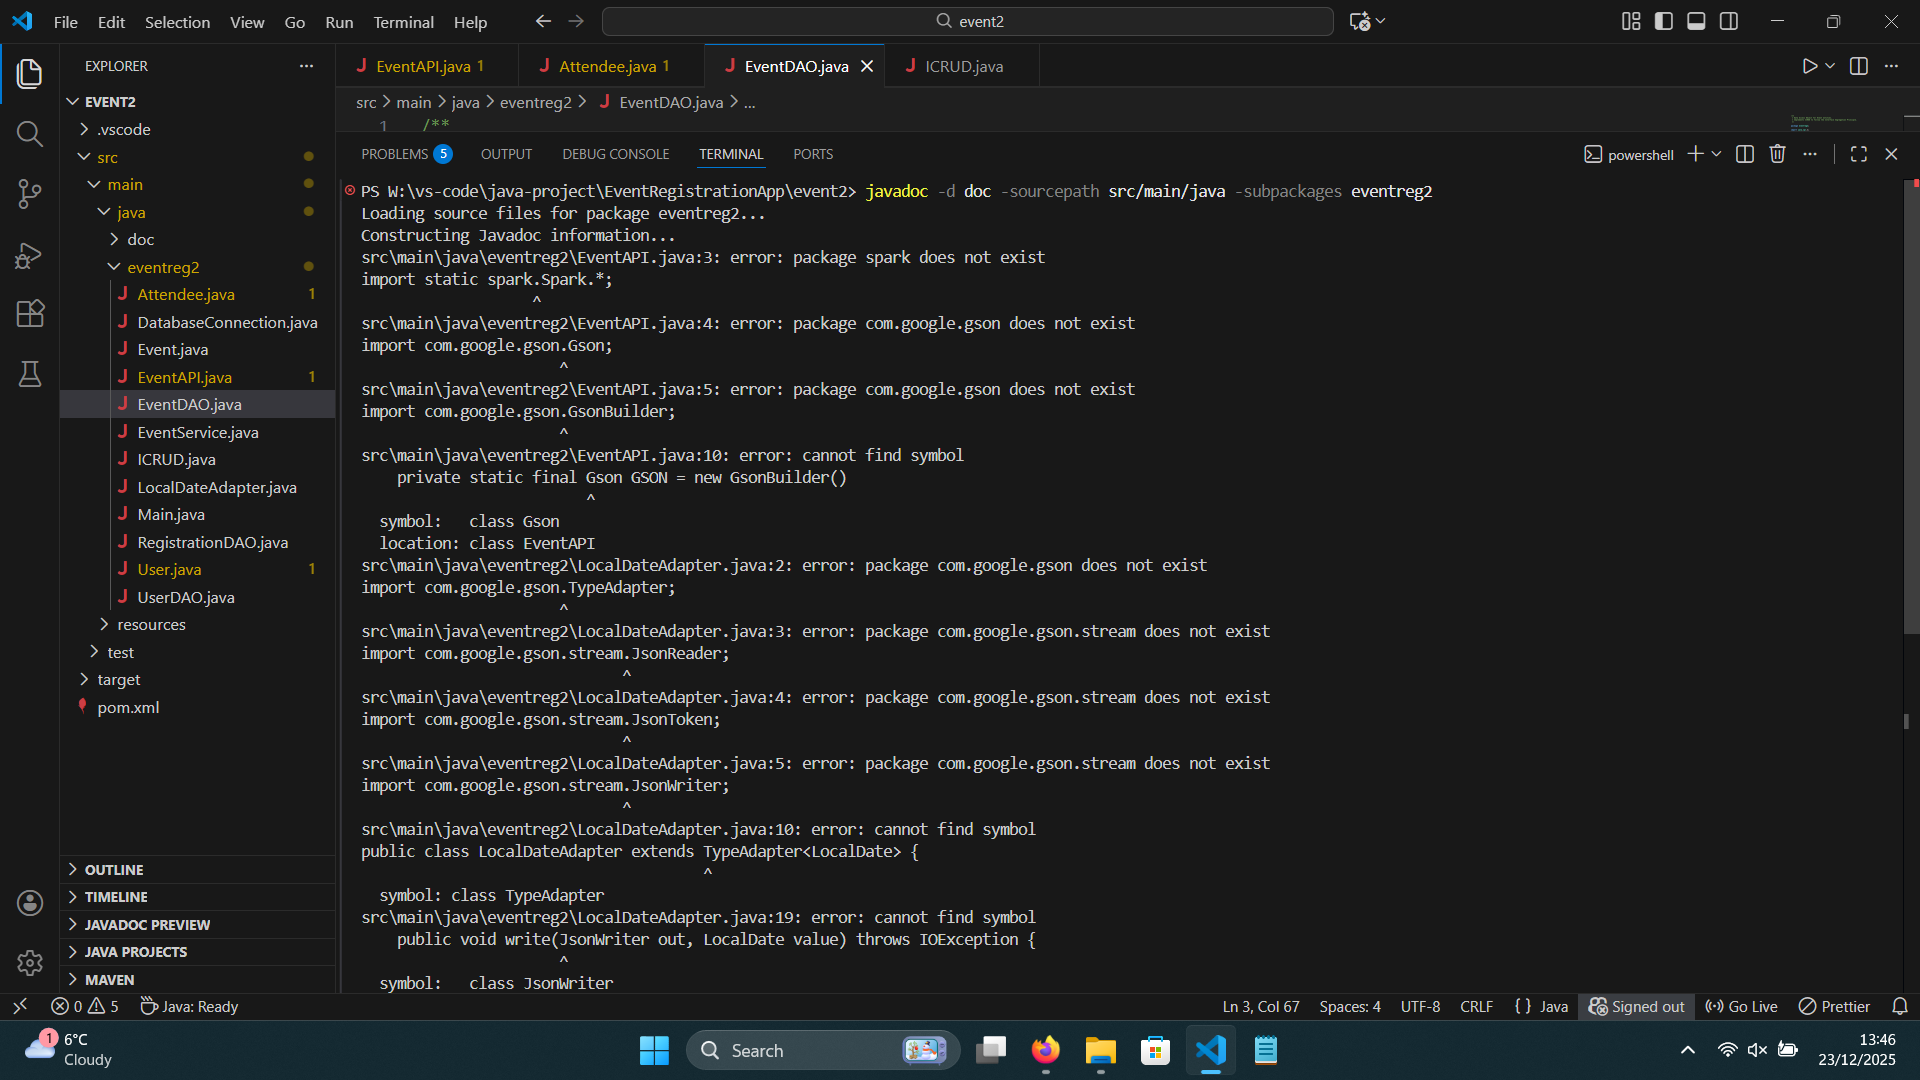 File Edit Selection View Go Run Terminal Help
event2
EXPLORER
EVENT2
.vscode
src
main
java
doc
eventreg2
Attendee.java 1
DatabaseConnection.java
Event.java
EventAPI.java 1
EventDAO.java
EventService.java
ICRUD.java
LocalDateAdapter.java
Main.java
RegistrationDAO.java
User.java 1
UserDAO.java
resources
test
target
pom.xml
OUTLINE
TIMELINE
JAVADOC PREVIEW
JAVA PROJECTS
MAVEN
EventAPI.java 1 Attendee.java 1 EventDAO.java ICRUD.java
src > main > java > eventreg2 > EventDAO.java > ...
1 /**
PROBLEMS 5 OUTPUT DEBUG CONSOLE TERMINAL PORTS
powershell
PS W:\vs-code\java-project\EventRegistrationApp\event2> javadoc -d doc -sourcepath src/main/java -subpackages eventreg2
Loading source files for package eventreg2...
Constructing Javadoc information...
src\main\java\eventreg2\EventAPI.java:3: error: package spark does not exist
import static spark.Spark.*;
^
src\main\java\eventreg2\EventAPI.java:4: error: package com.google.gson does not exist
import com.google.gson.Gson;
^
src\main\java\eventreg2\EventAPI.java:5: error: package com.google.gson does not exist
import com.google.gson.GsonBuilder;
^
src\main\java\eventreg2\EventAPI.java:10: error: cannot find symbol
private static final Gson GSON = new GsonBuilder()
^
symbol: class Gson
location: class EventAPI
src\main\java\eventreg2\LocalDateAdapter.java:2: error: package com.google.gson does not exist
import com.google.gson.TypeAdapter;
^
src\main\java\eventreg2\LocalDateAdapter.java:3: error: package com.google.gson.stream does not exist
import com.google.gson.stream.JsonReader;
^
src\main\java\eventreg2\LocalDateAdapter.java:4: error: package com.google.gson.stream does not exist
import com.google.gson.stream.JsonToken;
^
src\main\java\eventreg2\LocalDateAdapter.java:5: error: package com.google.gson.stream does not exist
import com.google.gson.stream.JsonWriter;
^
src\main\java\eventreg2\LocalDateAdapter.java:10: error: cannot find symbol
public class LocalDateAdapter extends TypeAdapter<LocalDate> {
^
symbol: class TypeAdapter
src\main\java\eventreg2\LocalDateAdapter.java:19: error: cannot find symbol
public void write(JsonWriter out, LocalDate value) throws IOException {
^
symbol: class JsonWriter
0 5 Java: Ready
Ln 3, Col 67 Spaces: 4 UTF-8 CRLF { } Java Signed out Go Live Prettier
1 6°C
Cloudy
Search
13:46
23/12/2025